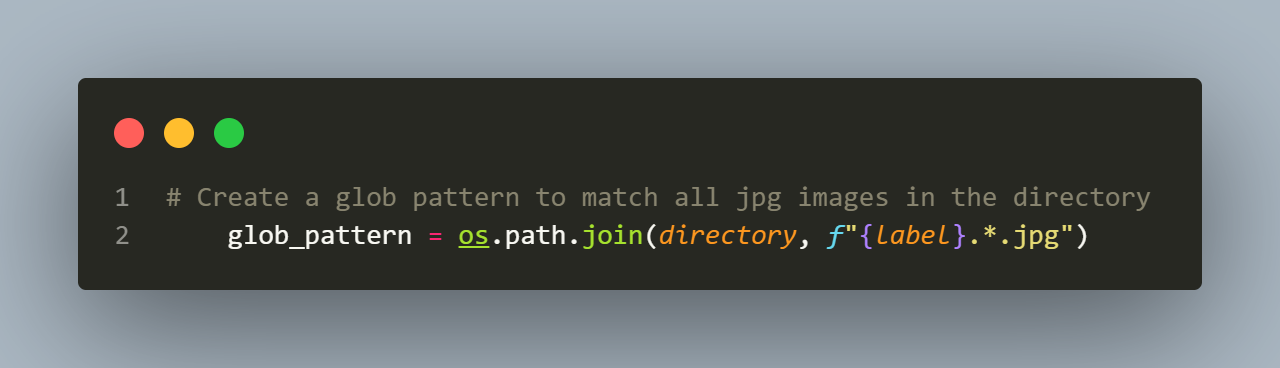 1 # Create a glob pattern to match all jpg images in the directory
2     glob_pattern = os.path.join(directory, f"{label}.*.jpg")